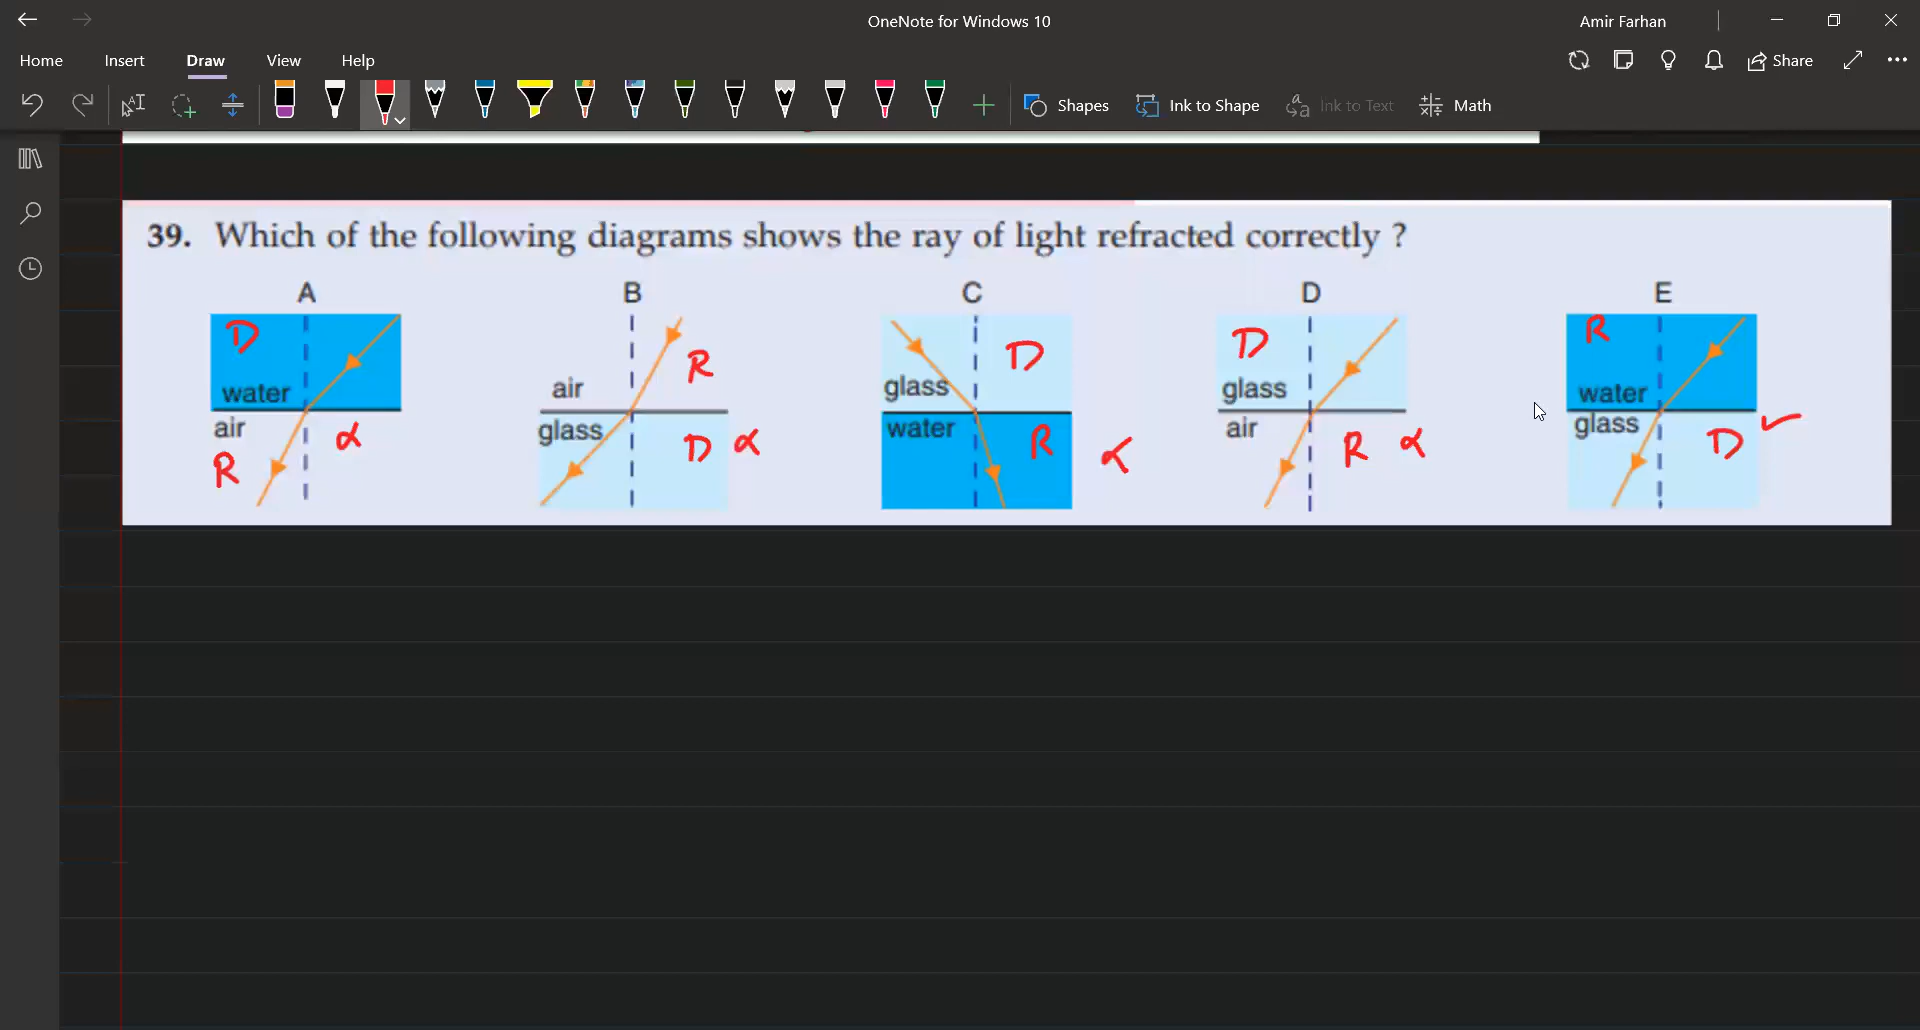 OneNote for Windows 10
Amir Farhan
Home Insert Draw View Help
Share
Shapes Ink to Shape Ink to Text Math
39. Which of the following diagrams shows the ray of light refracted correctly ?
A B C D E
D water
air R α
R air
glass D α
glass D
water R α
D glass
air R α
R water
glass D